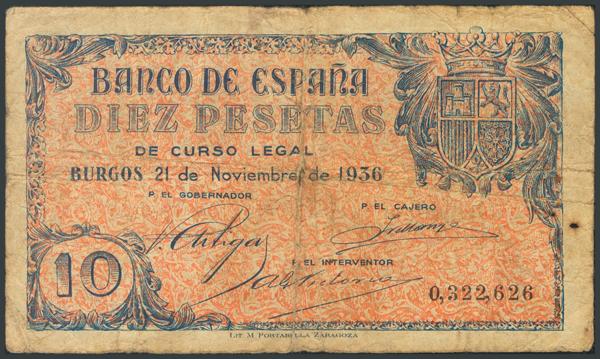 BANCO DE ESPAÑA
DIEZ PESETAS
DE CURSO LEGAL
BURGOS 21 de Noviembre de 1936
P. EL GOBERNADOR
P. EL CAJERO
P. EL INTERVENTOR
10
0,322,626
LIT. M. PORTABELLA ZARAGOZA